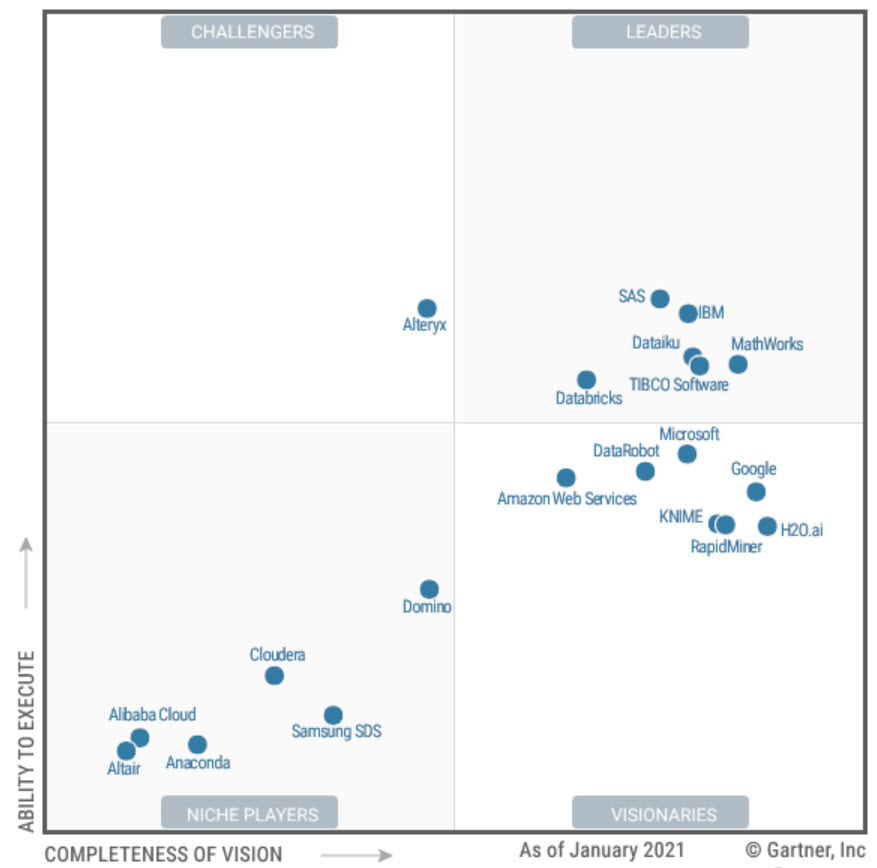 CHALLENGERS
LEADERS
SAS
IBM
Alteryx
Dataiku
MathWorks
TIBCO Software
Databricks
Microsoft
DataRobot
Google
Amazon Web Services
KNIME
H2O.ai
RapidMiner
Domino
Cloudera
Alibaba Cloud
Samsung SDS
Anaconda
Altair
NICHE PLAYERS
VISIONARIES
ABILITY TO EXECUTE
COMPLETENESS OF VISION
As of January 2021
© Gartner, Inc